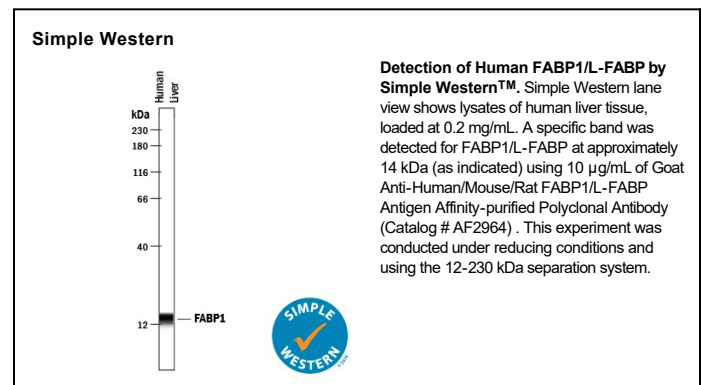 Simple Western
Human
Liver
kDa
230
180
116
66
40
12
FABP1
SIMPLE
WESTERN
Detection of Human FABP1/L-FABP by
Simple Western™. Simple Western lane
view shows lysates of human liver tissue,
loaded at 0.2 mg/mL. A specific band was
detected for FABP1/L-FABP at approximately
14 kDa (as indicated) using 10 µg/mL of Goat
Anti-Human/Mouse/Rat FABP1/L-FABP
Antigen Affinity-purified Polyclonal Antibody
(Catalog # AF2964) . This experiment was
conducted under reducing conditions and
using the 12-230 kDa separation system.